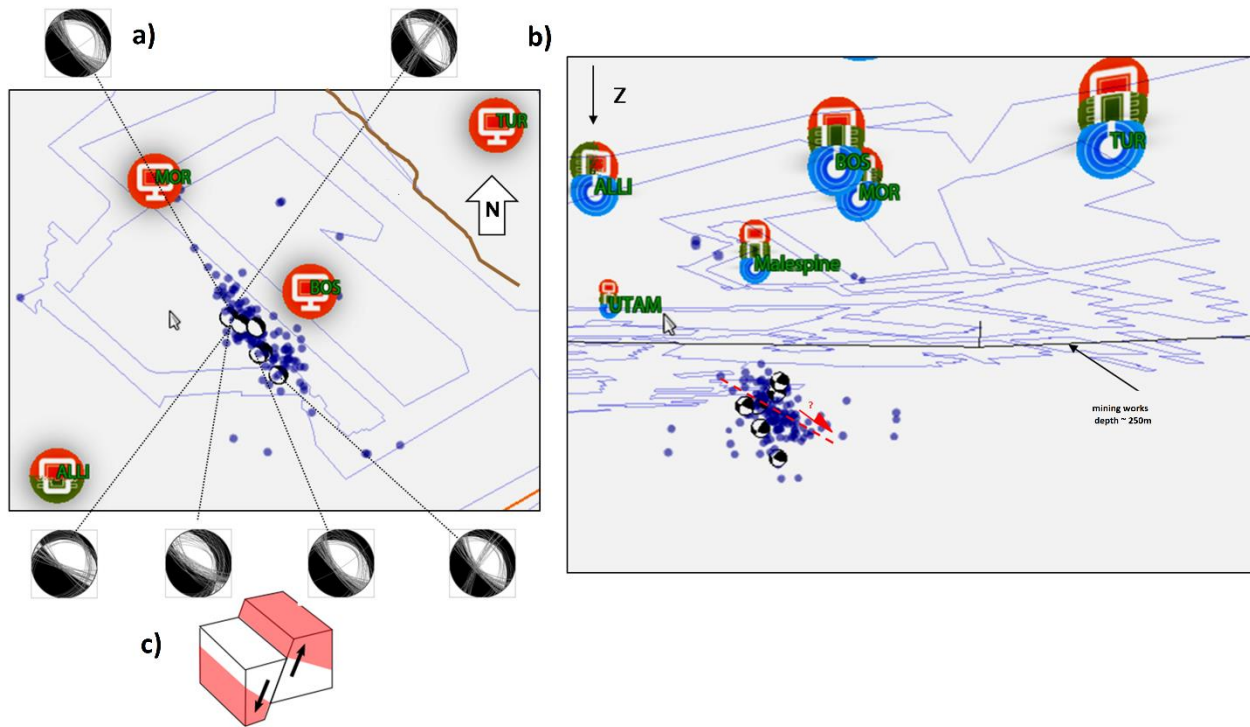 a)
b)
MOR
TUR
N
BOS
ALLI
Z
BOS
TUR
ALLI
MOR
Malespine
UTAM
?
mining works
depth ~ 250m
c)